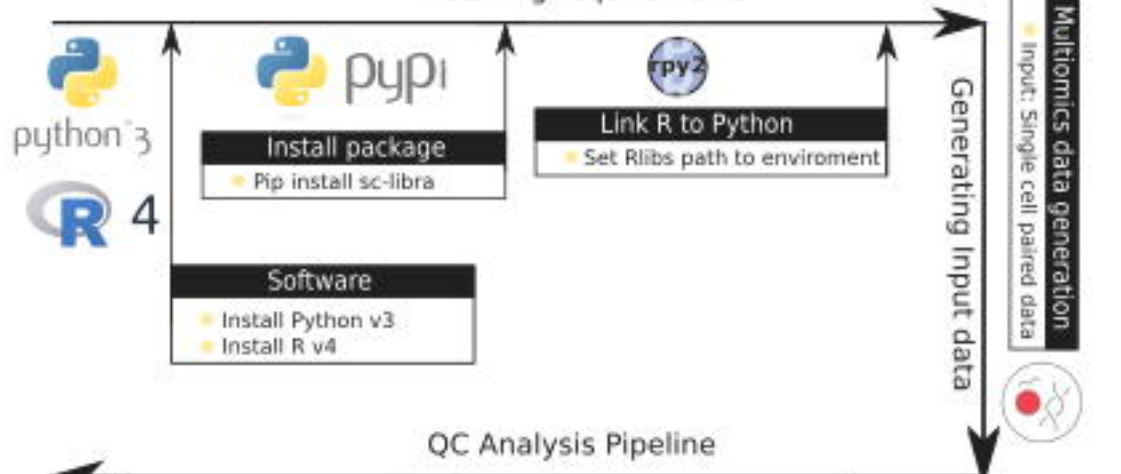 python 3
R 4
pypi
Install package
Pip install sc-libra
rpy2
Link R to Python
Set Rlibs path to enviroment
Software
Install Python v3
Install R v4
Generating Input data
Multiomics data generation
Input: Single cell paired data
QC Analysis Pipeline